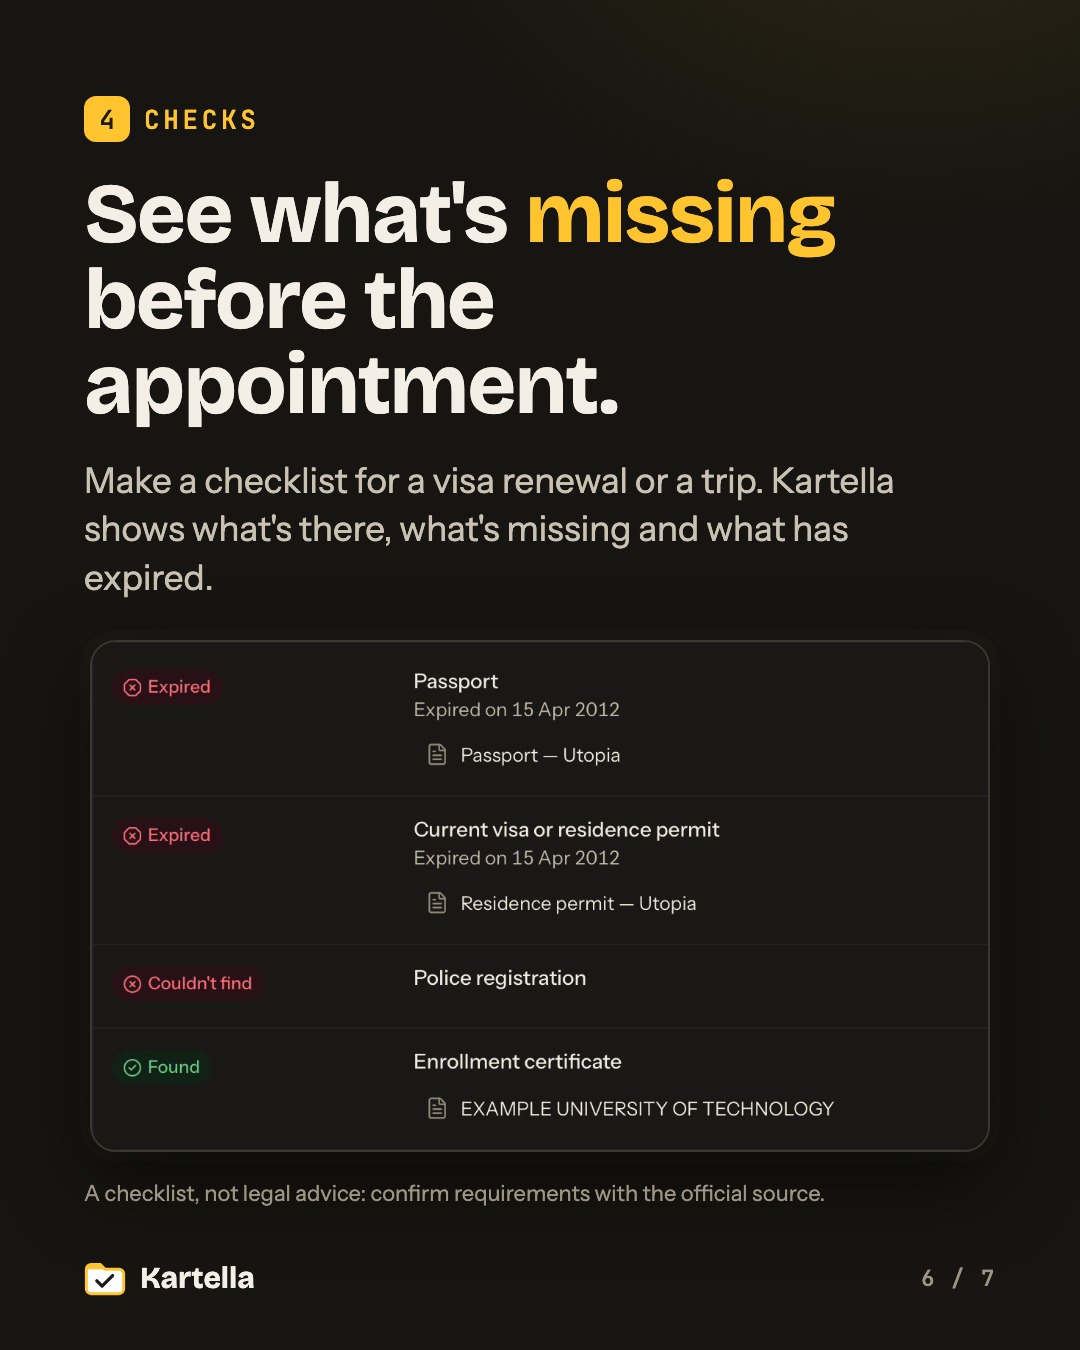 4 CHECKS
See what's missing
before the
appointment.
Make a checklist for a visa renewal or a trip. Kartella
shows what's there, what's missing and what has
expired.
Expired
Passport
Expired on 15 Apr 2012
Passport — Utopia
Expired
Current visa or residence permit
Expired on 15 Apr 2012
Residence permit — Utopia
Couldn't find
Police registration
Found
Enrollment certificate
EXAMPLE UNIVERSITY OF TECHNOLOGY
A checklist, not legal advice: confirm requirements with the official source.
Kartella
6 / 7